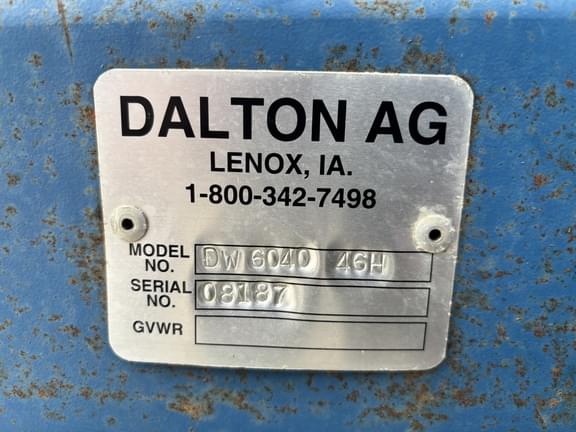 DALTON AG
LENOX, IA.
1-800-342-7498
MODEL NO. DW 6040 46H
SERIAL NO. 08187
GVWR